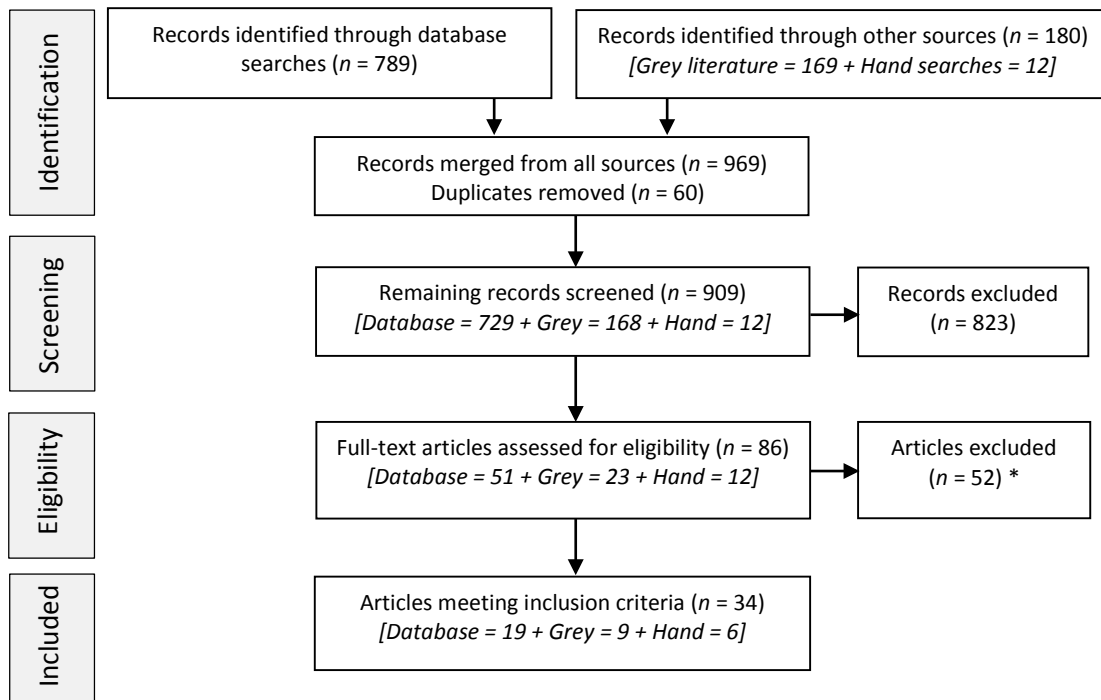 Identification
Records identified through database
searches (n = 789)
Records identified through other sources (n = 180)
[Grey literature = 169 + Hand searches = 12]
Records merged from all sources (n = 969)
Duplicates removed (n = 60)
Screening
Remaining records screened (n = 909)
[Database = 729 + Grey = 168 + Hand = 12]
Records excluded
(n = 823)
Eligibility
Full-text articles assessed for eligibility (n = 86)
[Database = 51 + Grey = 23 + Hand = 12]
Articles excluded
(n = 52) *
Included
Articles meeting inclusion criteria (n = 34)
[Database = 19 + Grey = 9 + Hand = 6]